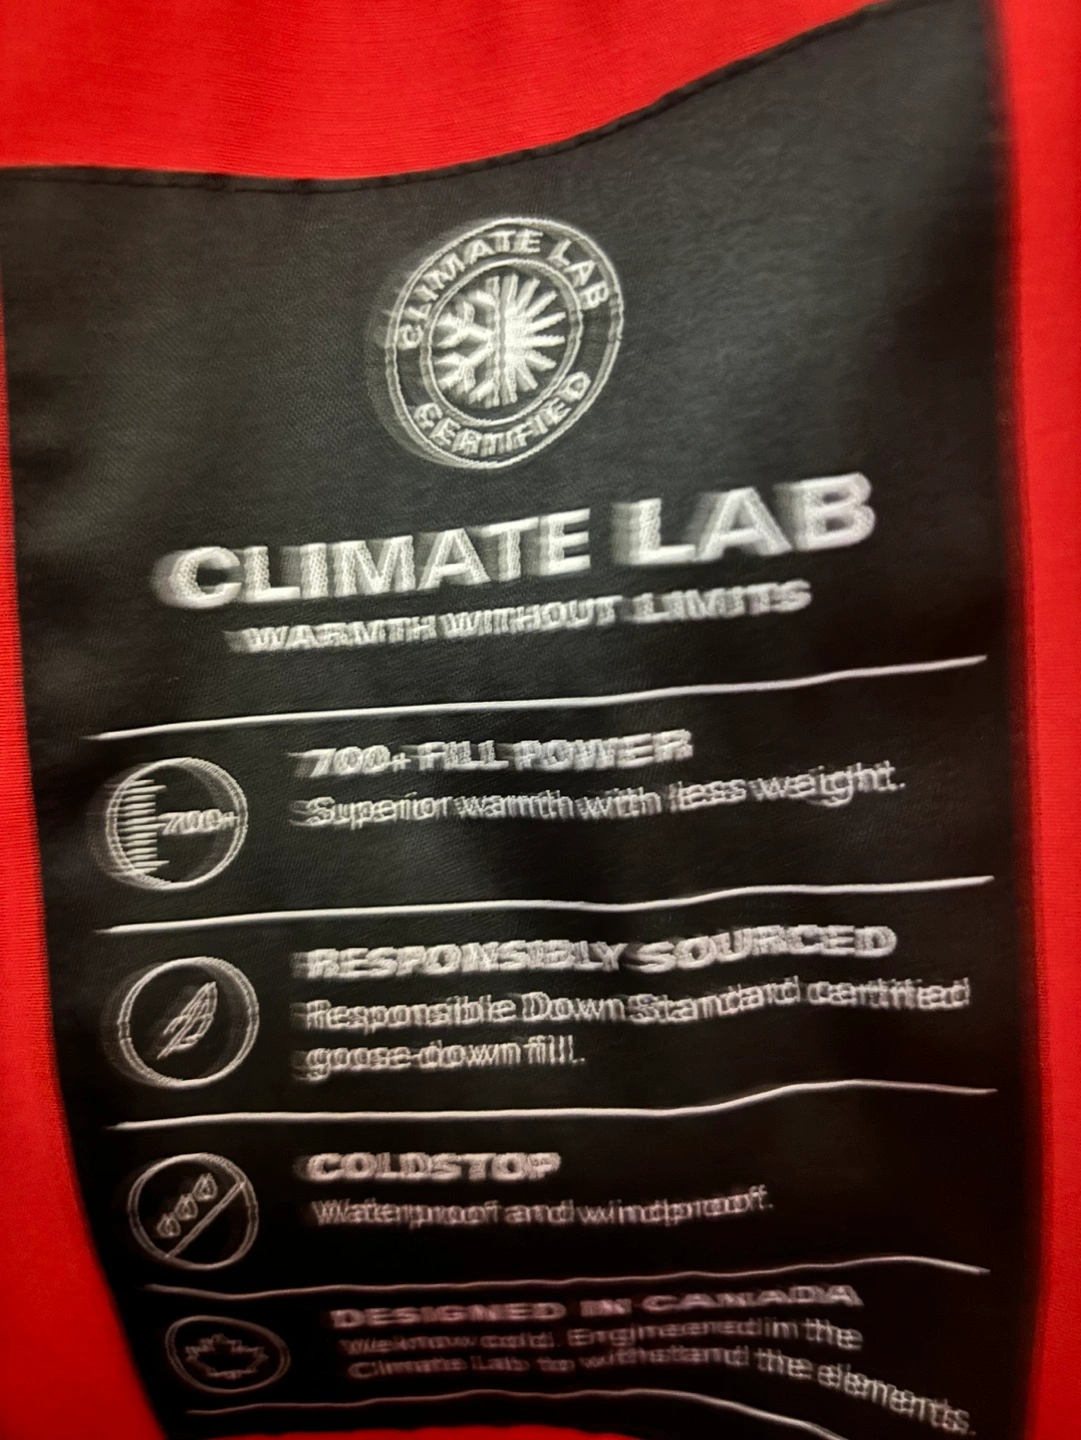 CLIMATE LAB
CERTIFIED
CLIMATE LAB
WARMTH WITHOUT LIMITS
700+
700+ FILL POWER
Superior warmth with less weight.
RESPONSIBLY SOURCED
Responsible Down Standard certified
goose down fill.
COLDSTOP
Waterproof and windproof.
DESIGNED IN CANADA
We know cold. Engineered in the
Climate Lab to withstand the elements.